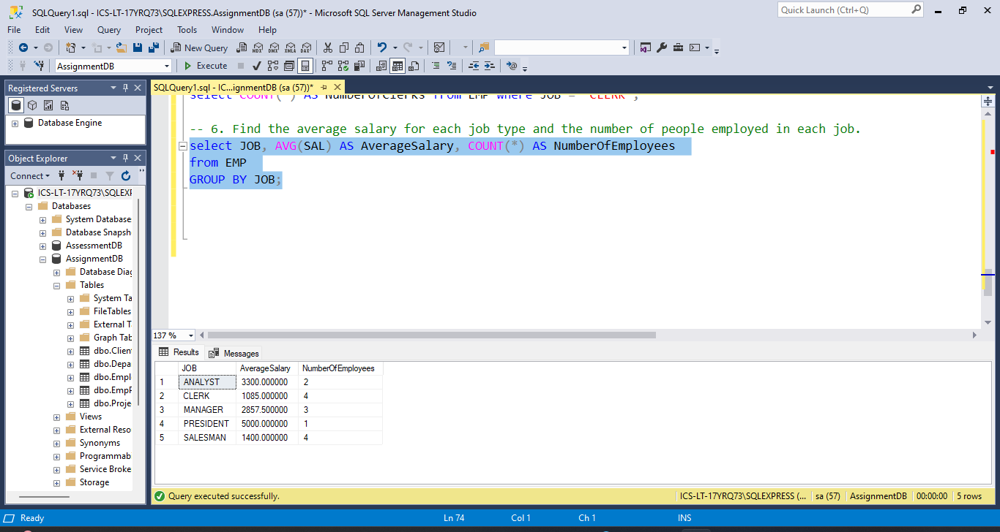 SQLQuery1.sql - ICS-LT-17YRQ73\SQLEXPRESS.AssignmentDB (sa (57))* - Microsoft SQL Server Management Studio
Quick Launch (Ctrl+Q)
File Edit View Query Project Tools Window Help
New Query MDX DMX XMLA DAX
AssignmentDB Execute
Registered Servers
Database Engine
Object Explorer
Connect
ICS-LT-17YRQ73\SQLEXF
Databases
System Database
Database Snapsh
AssessmentDB
AssignmentDB
Database Diag
Tables
System Ta
FileTables
External T
Graph Tab
dbo.Clien
dbo.Depa
dbo.Empl
dbo.EmpF
dbo.Proje
Views
External Reso
Synonyms
Programmab
Service Broke
Storage
SQLQuery1.sql - IC...ignmentDB (sa (57))*
select COUNT(*) AS NumberOfClerks from EMP where JOB = 'CLERK';
-- 6. Find the average salary for each job type and the number of people employed in each job.
select JOB, AVG(SAL) AS AverageSalary, COUNT(*) AS NumberOfEmployees
from EMP
GROUP BY JOB;
137 %
Results Messages
JOB AverageSalary NumberOfEmployees
1 ANALYST 3300.000000 2
2 CLERK 1085.000000 4
3 MANAGER 2857.500000 3
4 PRESIDENT 5000.000000 1
5 SALESMAN 1400.000000 4
Query executed successfully. ICS-LT-17YRQ73\SQLEXPRESS (... sa (57) AssignmentDB 00:00:00 5 rows
Ready Ln 74 Col 1 Ch 1 INS